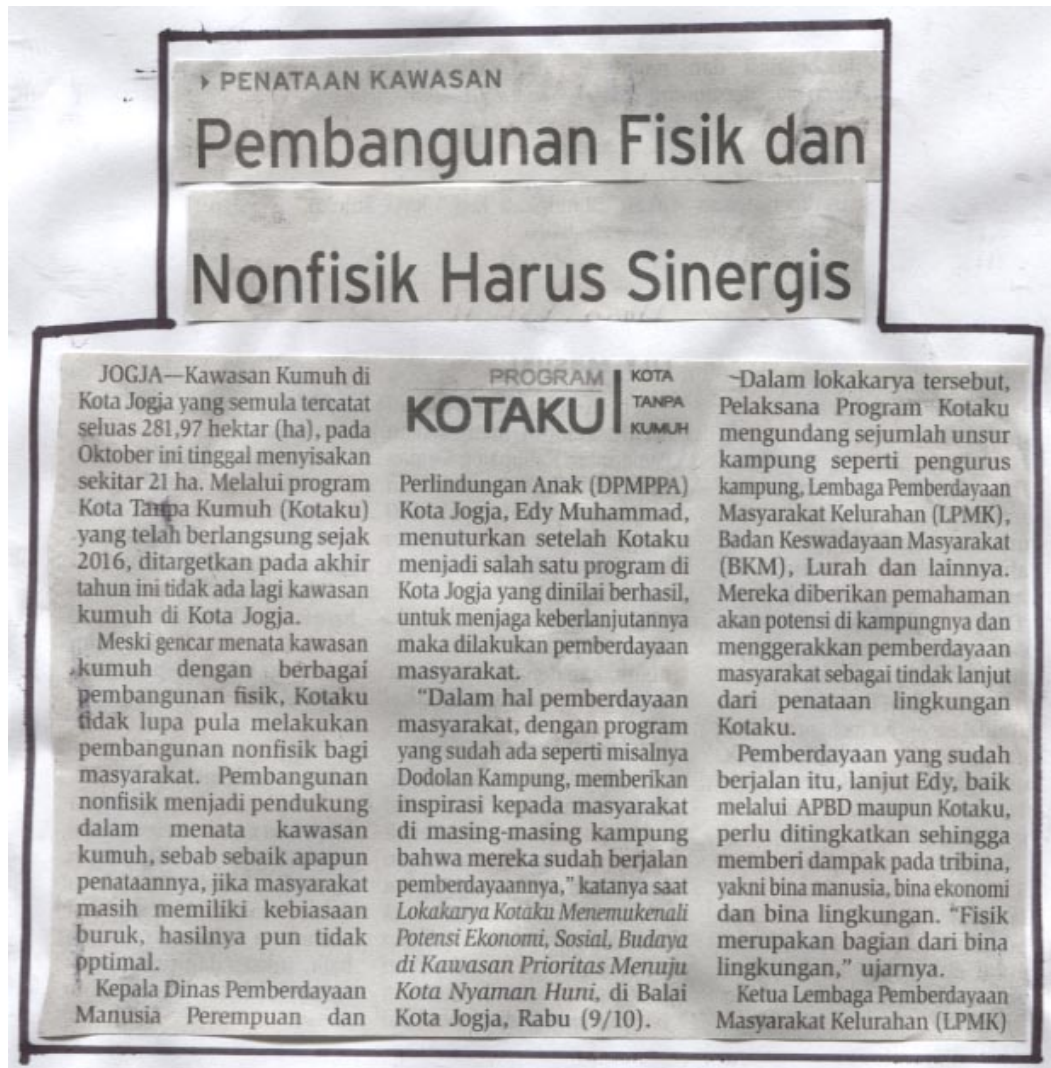 PENATAAN KAWASAN
Pembangunan Fisik dan
Nonfisik Harus Sinergis
JOGJA—Kawasan Kumuh di
Kota Jogja yang semula tercatat
seluas 281,97 hektar (ha), pada
Oktober ini tinggal menyisakan
sekitar 21 ha. Melalui program
Kota Tanpa Kumuh (Kotaku)
yang telah berlangsung sejak
2016, ditargetkan pada akhir
tahun ini tidak ada lagi kawasan
kumuh di Kota Jogja.
Meski gencar menata kawasan
kumuh dengan berbagai
pembangunan fisik, Kotaku
tidak lupa pula melakukan
pembangunan nonfisik bagi
masyarakat. Pembangunan
nonfisik menjadi pendukung
dalam menata kawasan
kumuh, sebab sebaik apapun
penataannya, jika masyarakat
masih memiliki kebiasaan
buruk, hasilnya pun tidak
optimal.
Kepala Dinas Pemberdayaan
Manusia Perempuan dan
PROGRAM
KOTAKU
KOTA
TANPA
KUMUH
Perlindungan Anak (DPMPPA)
Kota Jogja, Edy Muhammad,
menuturkan setelah Kotaku
menjadi salah satu program di
Kota Jogja yang dinilai berhasil,
untuk menjaga keberlanjutannya
maka dilakukan pemberdayaan
masyarakat.
“Dalam hal pemberdayaan
masyarakat, dengan program
yang sudah ada seperti misalnya
Dodolan Kampung, memberikan
inspirasi kepada masyarakat
di masing-masing kampung
bahwa mereka sudah berjalan
pemberdayaannya,” katanya saat
Lokakarya Kotaku Menemukenali
Potensi Ekonomi, Sosial, Budaya
di Kawasan Prioritas Menuju
Kota Nyaman Huni, di Balai
Kota Jogja, Rabu (9/10).
Dalam lokakarya tersebut,
Pelaksana Program Kotaku
mengundang sejumlah unsur
kampung seperti pengurus
kampung, Lembaga Pemberdayaan
Masyarakat Kelurahan (LPMK),
Badan Keswadayaan Masyarakat
(BKM), Lurah dan lainnya.
Mereka diberikan pemahaman
akan potensi di kampungnya dan
menggerakkan pemberdayaan
masyarakat sebagai tindak lanjut
dari penataan lingkungan
Kotaku.
Pemberdayaan yang sudah
berjalan itu, lanjut Edy, baik
melalui APBD maupun Kotaku,
perlu ditingkatkan sehingga
memberi dampak pada tribina,
yakni bina manusia, bina ekonomi
dan bina lingkungan. “Fisik
merupakan bagian dari bina
lingkungan,” ujarnya.
Ketua Lembaga Pemberdayaan
Masyarakat Kelurahan (LPMK)